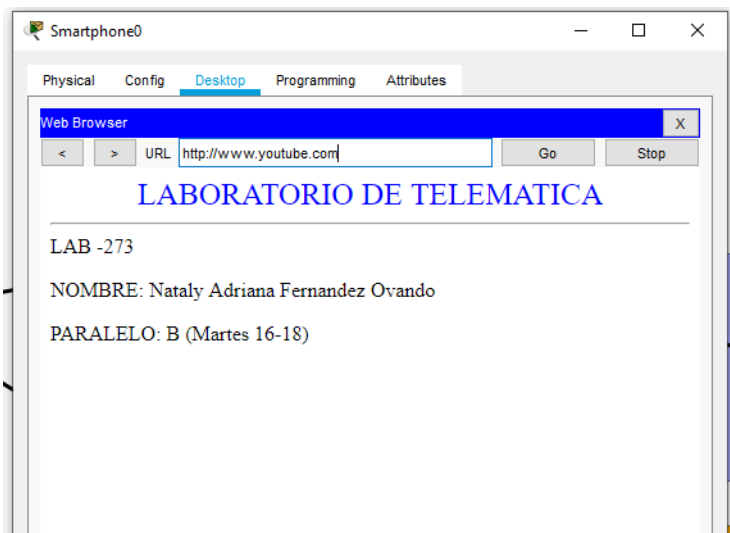 Smartphone0
Physical Config Desktop Programming Attributes
Web Browser X
< > URL http://www.youtube.com Go Stop
LABORATORIO DE TELEMATICA
LAB -273
NOMBRE: Nataly Adriana Fernandez Ovando
PARALELO: B (Martes 16-18)